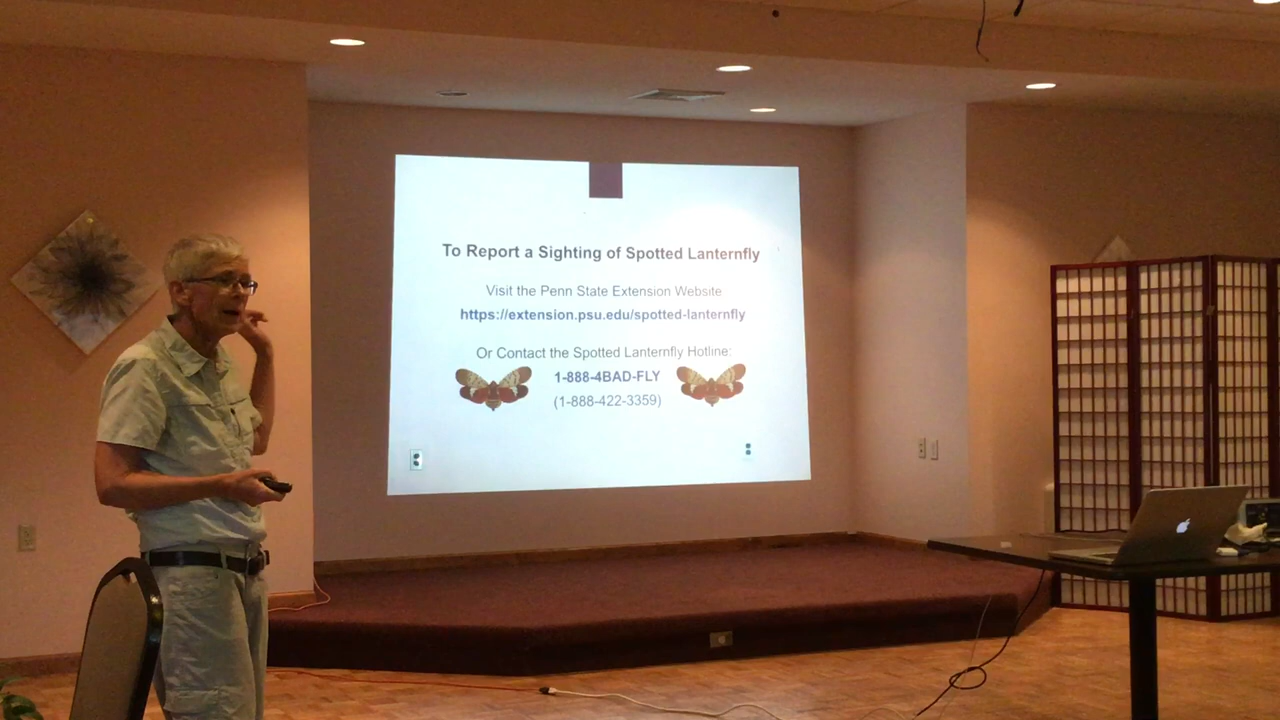 To Report a Sighting of Spotted Lanternfly
Visit the Penn State Extension Website
https://extension.psu.edu/spotted-lanternfly
Or Contact the Spotted Lanternfly Hotline:
1-888-4BAD-FLY
(1-888-422-3359)